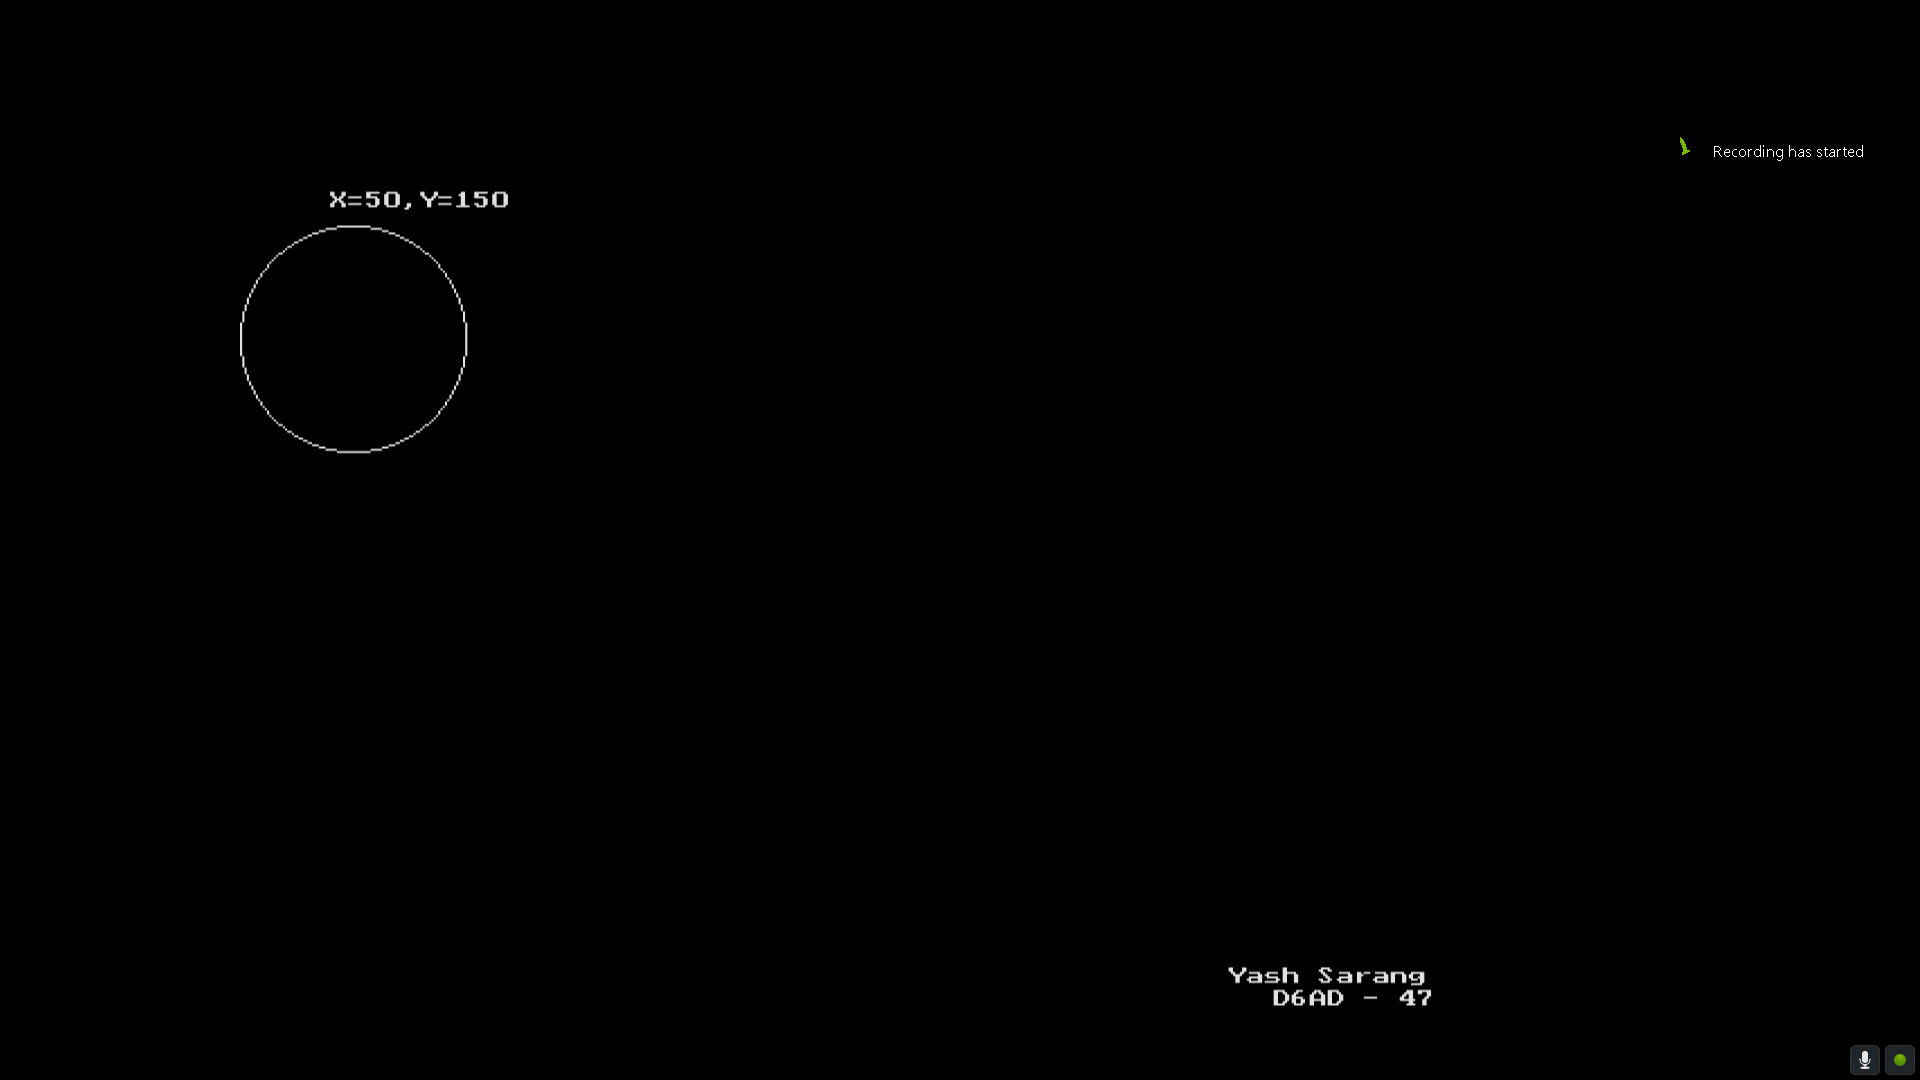 Recording has started
X=50,Y=150
Yash Sarang
D6AD - 47